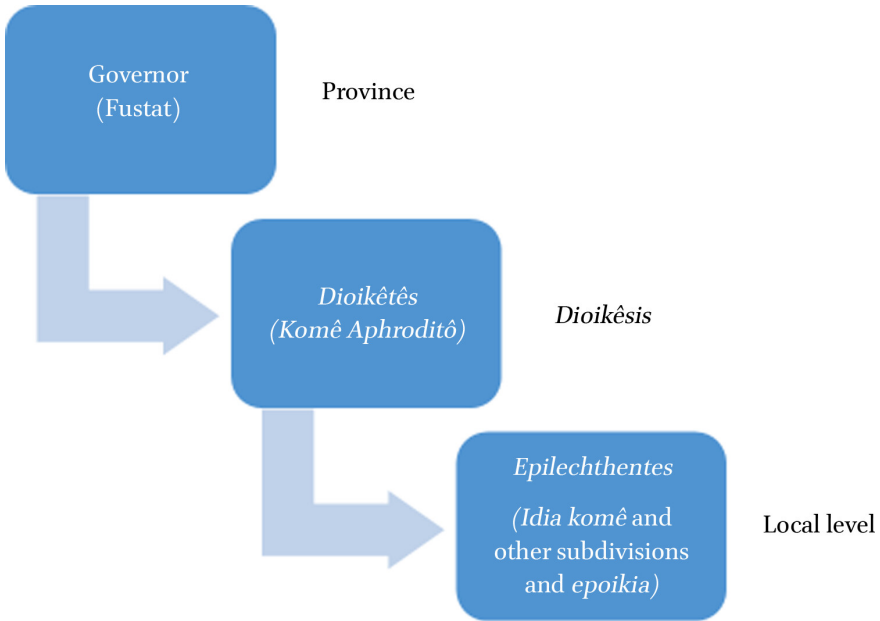 Governor
(Fustat)
Province
Dioikêtês
(Komê Aphroditô)
Dioikêsis
Epilechthentes
(Idia komê and
other subdivisions
and epoikia)
Local level